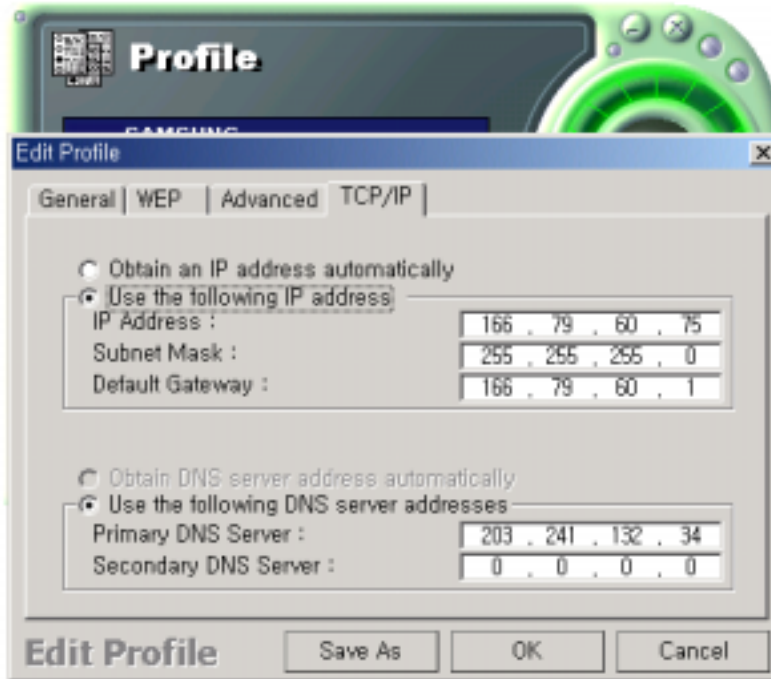 Profile
SAMSUNG
Edit Profile
General WEP Advanced TCP/IP
Obtain an IP address automatically
Use the following IP address
IP Address : 166 . 79 . 60 . 75
Subnet Mask : 255 . 255 . 255 . 0
Default Gateway : 166 . 79 . 60 . 1
Obtain DNS server address automatically
Use the following DNS server addresses
Primary DNS Server : 203 . 241 . 132 . 34
Secondary DNS Server : 0 . 0 . 0 . 0
Edit Profile Save As OK Cancel